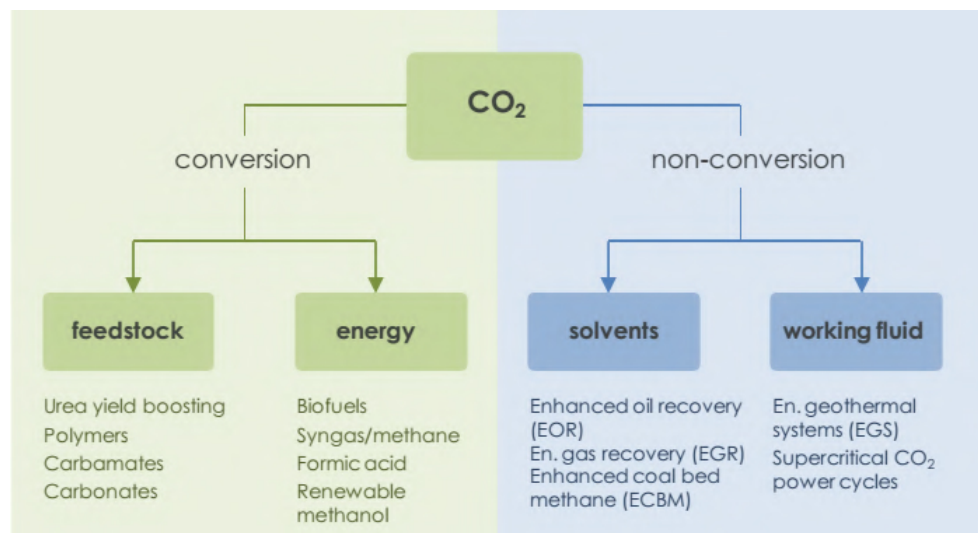 CO₂
conversion
non-conversion
feedstock
energy
solvents
working fluid
Urea yield boosting
Polymers
Carbamates
Carbonates
Biofuels
Syngas/methane
Formic acid
Renewable
methanol
Enhanced oil recovery
(EOR)
En. gas recovery (EGR)
Enhanced coal bed
methane (ECBM)
En. geothermal
systems (EGS)
Supercritical CO₂
power cycles